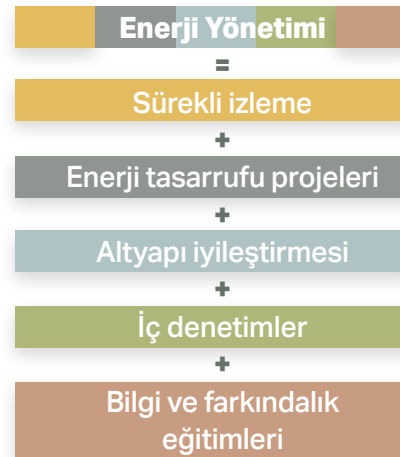 Enerji Yönetimi
=
Sürekli izleme
+
Enerji tasarrufu projeleri
+
Altyapı iyileştirmesi
+
İç denetimler
+
Bilgi ve farkındalık
eğitimleri